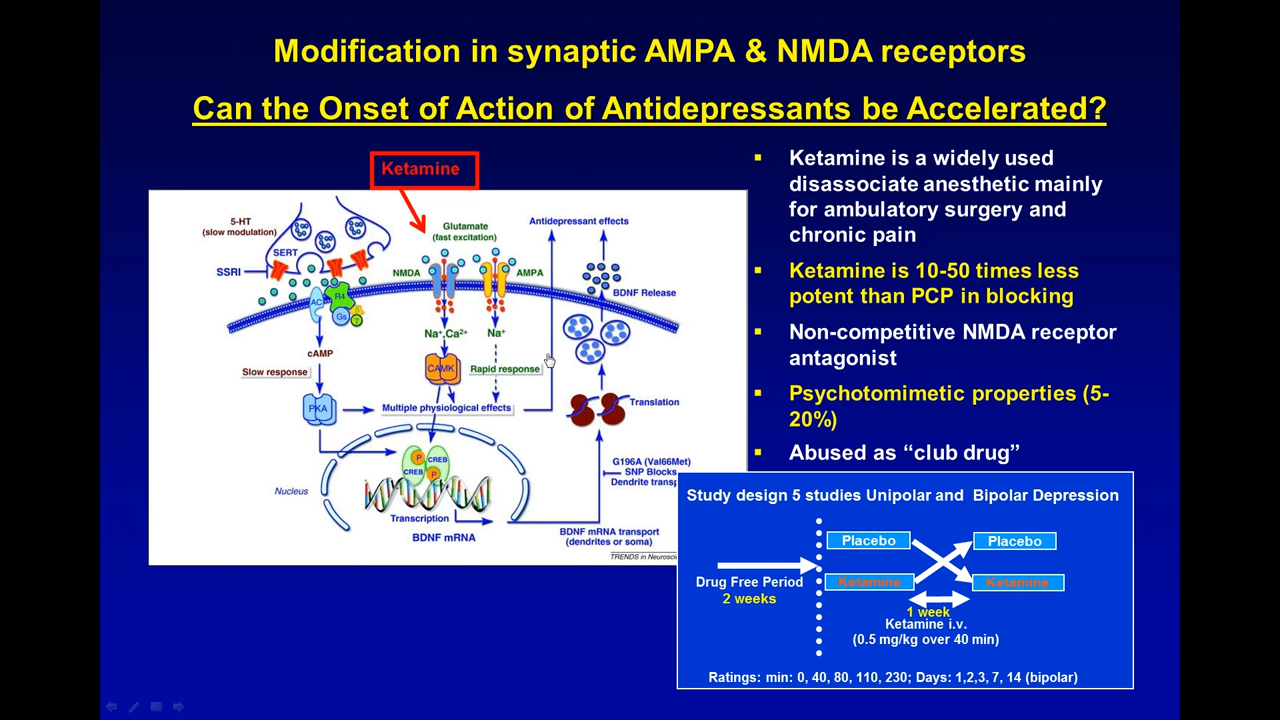 Modification in synaptic AMPA & NMDA receptors
Can the Onset of Action of Antidepressants be Accelerated?
Ketamine
5-HT
(slow modulation)
SERT
SSRI
Glutamate
(fast excitation)
NMDA
AMPA
Antidepressant effects
BDNF Release
AC
R4
Gs
γ
Na⁺,Ca²⁺
Na⁺
cAMP
Slow response
CAMK
Rapid response
PKA
Multiple physiological effects
Translation
P
CREB
CREB
P
G196A (Val66Met)
SNP Blocks
Dendrite transp
Nucleus
Transcription
BDNF mRNA
BDNF mRNA transport
(dendrites or soma)
TRENDS in Neurosci
▪ Ketamine is a widely used
disassociate anesthetic mainly
for ambulatory surgery and
chronic pain
▪ Ketamine is 10-50 times less
potent than PCP in blocking
▪ Non-competitive NMDA receptor
antagonist
▪ Psychotomimetic properties (5-
20%)
▪ Abused as “club drug”
Study design 5 studies Unipolar and Bipolar Depression
Placebo
Placebo
Drug Free Period
2 weeks
Ketamine
Ketamine
1 week
Ketamine i.v.
(0.5 mg/kg over 40 min)
Ratings: min: 0, 40, 80, 110, 230; Days: 1,2,3, 7, 14 (bipolar)